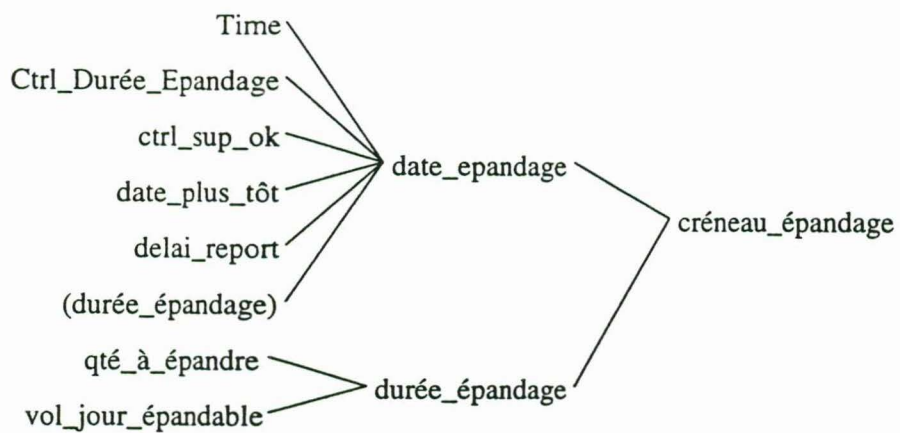 Time
Ctrl_Durée_Epandage
ctrl_sup_ok
date_plus_tôt
date_epandage
créneau_épandage
delai_report
(durée_épandage)
qté_à_épandre
durée_épandage
vol_jour_épandable